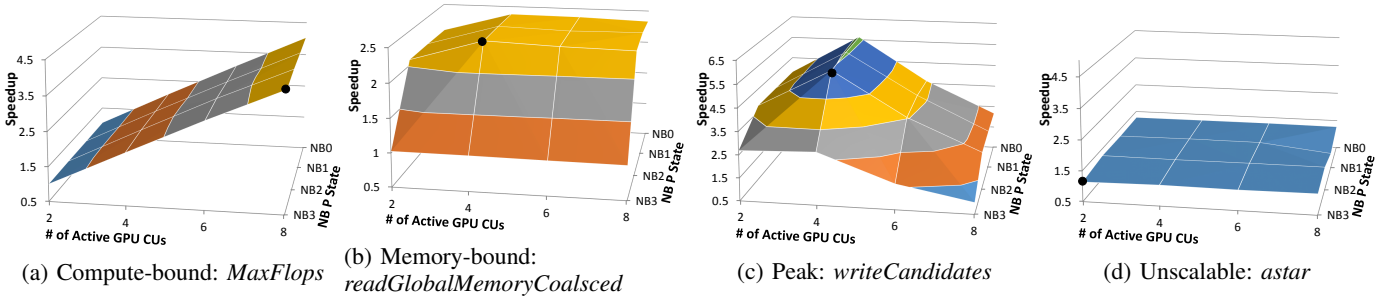 4.5
3.5
2.5
1.5
0.5
Speedup
2
4
6
8
# of Active GPU CUs
NB0
NB1
NB2
NB3
NB P State
(a) Compute-bound: MaxFlops
2.5
2
1.5
1
0.5
Speedup
2
4
6
8
# of Active GPU CUs
NB0
NB1
NB2
NB3
NB P State
(b) Memory-bound:
readGlobalMemoryCoalsced
6.5
5.5
4.5
3.5
2.5
1.5
0.5
Speedup
2
4
6
8
# of Active GPU CUs
NB0
NB1
NB2
NB3
NB P State
(c) Peak: writeCandidates
4.5
3.5
2.5
1.5
0.5
Speedup
2
4
6
8
# of Active GPU CUs
NB0
NB1
NB2
NB3
NB P State
(d) Unscalable: astar